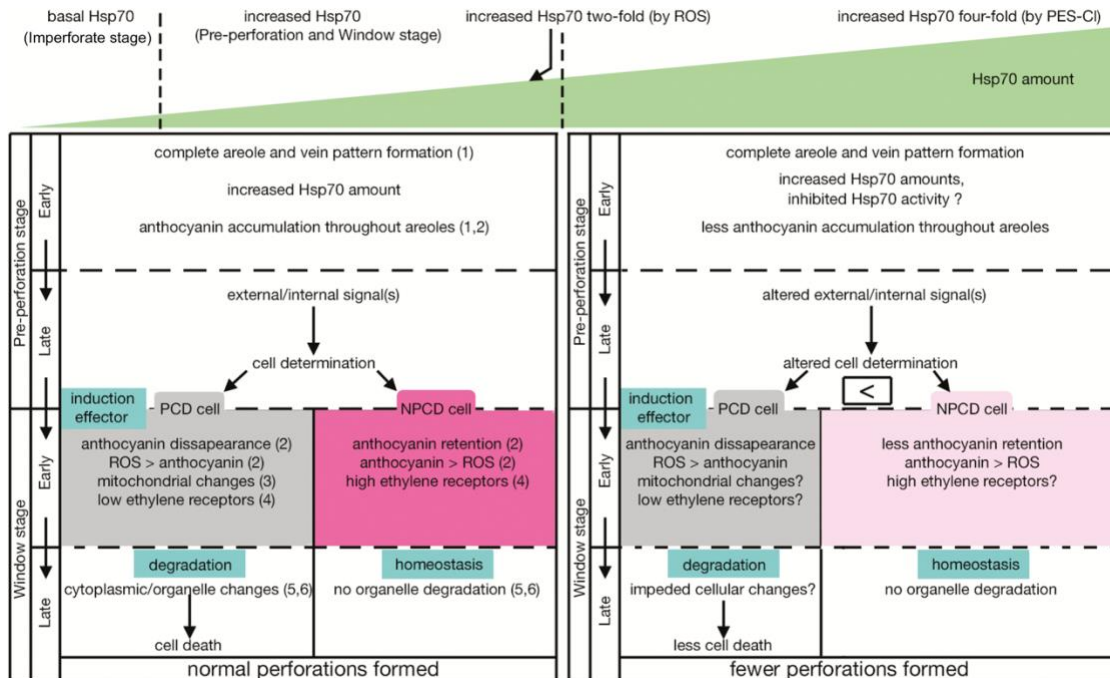 basal Hsp70
(Imperforate stage)
increased Hsp70
(Pre-perforation and Window stage)
increased Hsp70 two-fold (by ROS)
increased Hsp70 four-fold (by PES-Cl)
Hsp70 amount
Pre-perforation stage
Early
Late
complete areole and vein pattern formation (1)
increased Hsp70 amount
anthocyanin accumulation throughout areoles (1,2)
external/internal signal(s)
cell determination
Window stage
Early
Late
induction
effector
PCD cell
NPCD cell
anthocyanin dissapearance (2)
ROS > anthocyanin (2)
mitochondrial changes (3)
low ethylene receptors (4)
anthocyanin retention (2)
anthocyanin > ROS (2)
high ethylene receptors (4)
degradation
cytoplasmic/organelle changes (5,6)
cell death
homeostasis
no organelle degradation (5,6)
normal perforations formed
Pre-perforation stage
Early
Late
complete areole and vein pattern formation
increased Hsp70 amounts,
inhibited Hsp70 activity ?
less anthocyanin accumulation throughout areoles
altered external/internal signal(s)
altered cell determination
<
Window stage
Early
Late
induction
effector
PCD cell
NPCD cell
anthocyanin dissapearance
ROS > anthocyanin
mitochondrial changes?
low ethylene receptors?
less anthocyanin retention
anthocyanin > ROS
high ethylene receptors?
degradation
impeded cellular changes?
less cell death
homeostasis
no organelle degradation
fewer perforations formed